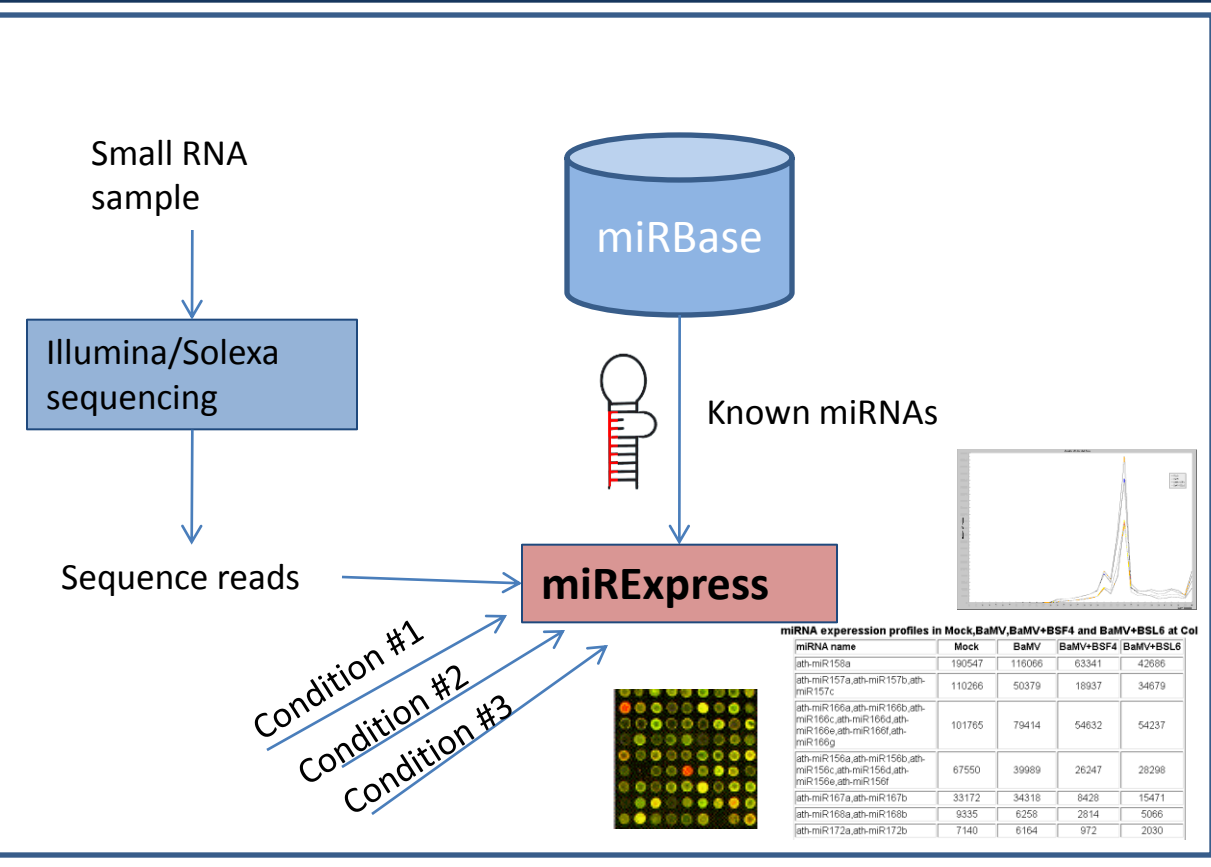 Small RNA
sample
miRBase
Illumina/Solexa
sequencing
Known miRNAs
Sequence reads
miRExpress
Condition #1
Condition #2
Condition #3
miRNA experession profiles in Mock,BaMV,BaMV+BSF4 and BaMV+BSL6 at Col
miRNA name Mock BaMV BaMV+BSF4 BaMV+BSL6
ath-miR158a 190547 116066 63341 42686
ath-miR157a,ath-miR157b,ath-
miR157c 110266 50379 18937 34679
ath-miR166a,ath-miR166b,ath-
miR166c,ath-miR166d,ath-
miR166e,ath-miR166f,ath-
miR166g 101765 79414 54632 54237
ath-miR156a,ath-miR156b,ath-
miR156c,ath-miR156d,ath-
miR156e,ath-miR156f 67550 39989 26247 28298
ath-miR167a,ath-miR167b 33172 34318 8428 15471
ath-miR168a,ath-miR168b 9335 6258 2814 5066
ath-miR172a,ath-miR172b 7140 6164 972 2030